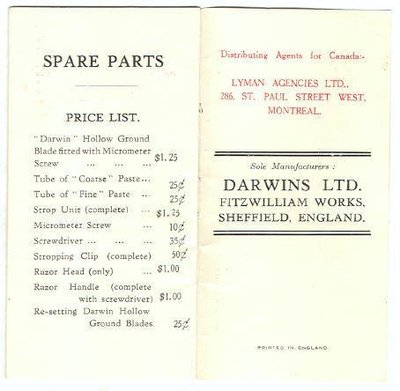 SPARE PARTS
PRICE LIST.
"Darwin" Hollow Ground
Blade fitted with Micrometer
Screw ... ... ... $1.25
Tube of "Coarse" Paste ... 25¢
Tube of "Fine" Paste ... 25¢
Strop Unit (complete) ... $1.25
Micrometer Screw ... 10¢
Screwdriver ... ... ... 35¢
Stropping Clip (complete) 50¢
Razor Head (only) ... $1.00
Razor Handle (complete
with screwdriver) $1.00
Re-setting Darwin Hollow
Ground Blades. 25¢
Distributing Agents for Canada:-
LYMAN AGENCIES LTD.,
286, ST. PAUL STREET WEST,
MONTREAL.
Sole Manufacturers :
DARWINS LTD.
FITZWILLIAM WORKS,
SHEFFIELD, ENGLAND.
PRINTED IN ENGLAND